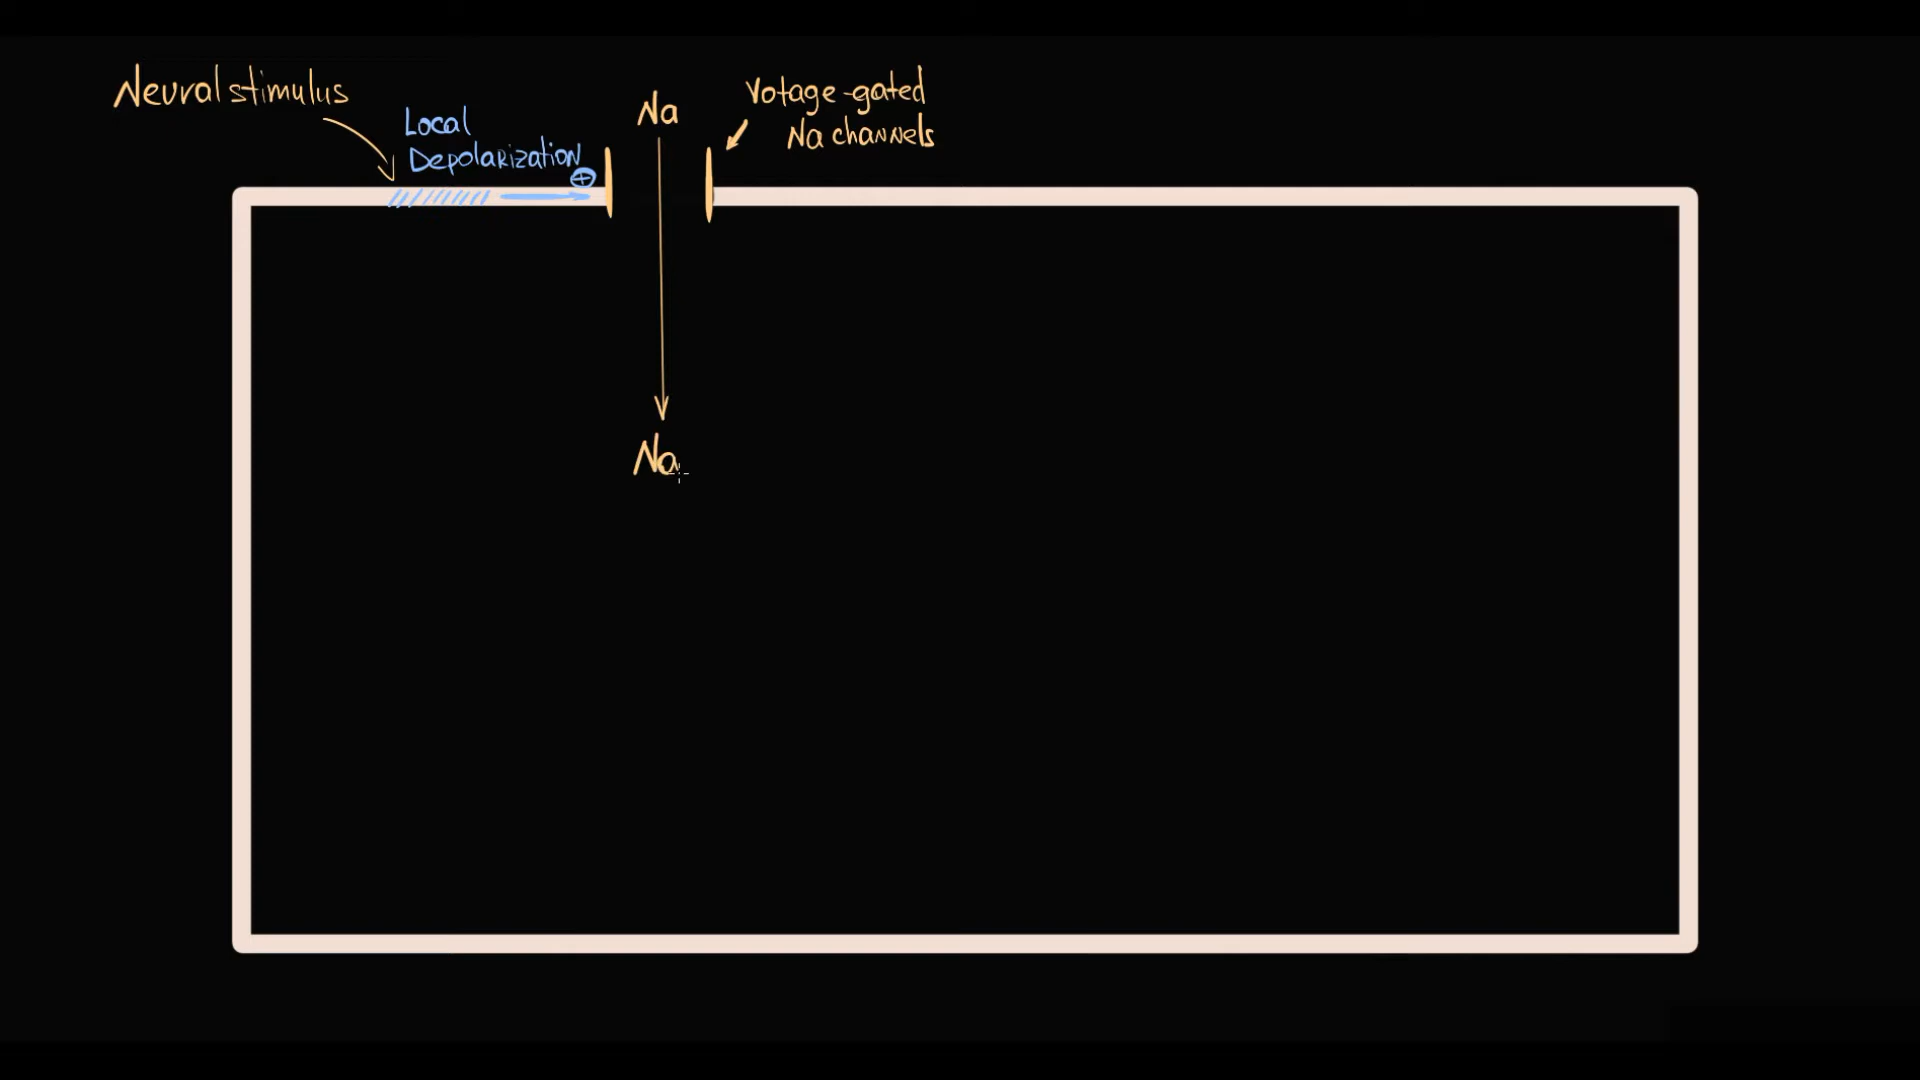 Neural stimulus
Local
Depolarization
+
Na
Votage-gated
Na channels
Na